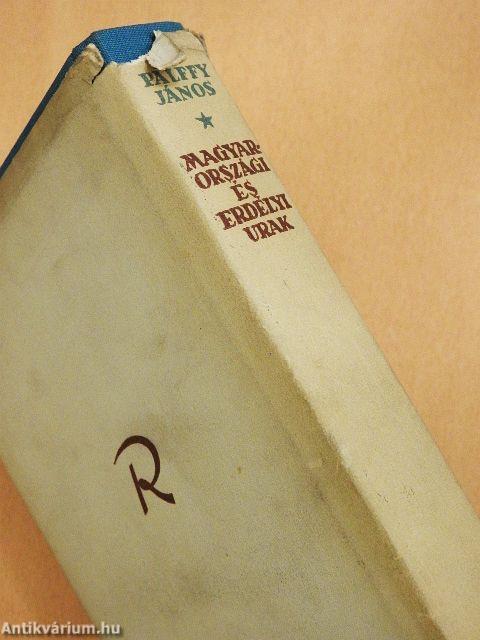 PÁLFFY
JÁNOS
MAGYAR-
ORSZÁGI
ÉS
ERDÉLYI
URAK
R
Antikvárium.hu